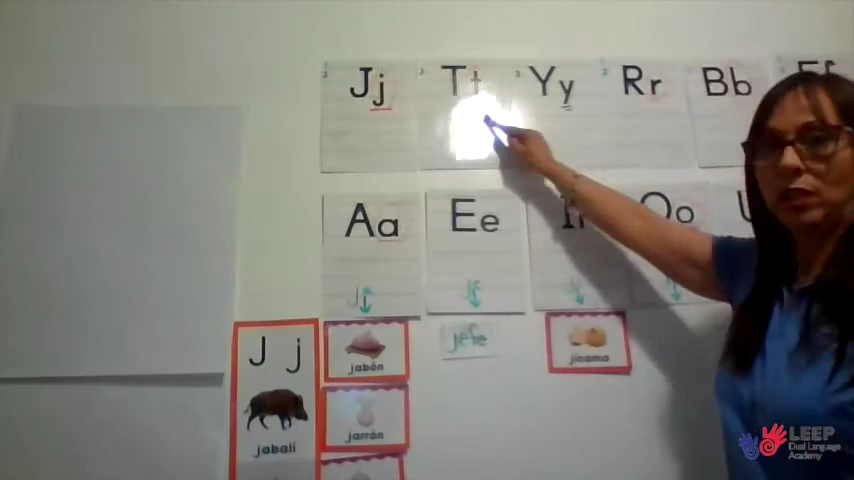 Jj Tt Yy Rr Bb
Aa Ee Oo
J j
jabalí
jabón
jarrón
jefe
jícama
LEEP
Dual Language
Academy